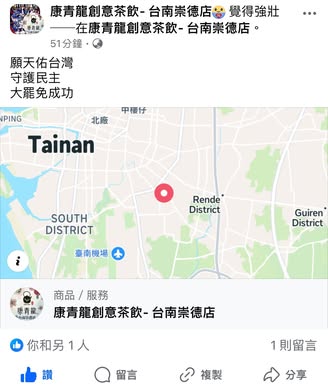 康青龍創意茶飲- 台南崇德店 覺得強壯
——在康青龍創意茶飲- 台南崇德店。
51分鐘 ·
願天佑台灣
守護民主
大罷免成功
中樓仔
NPING
北廠
Tainan
Rende
District
SOUTH
DISTRICT
Guiren
District
臺南機場
i
商品 / 服務
康青龍創意茶飲- 台南崇德店
你和另 1 人
1 則留言
讚
留言
複製
分享